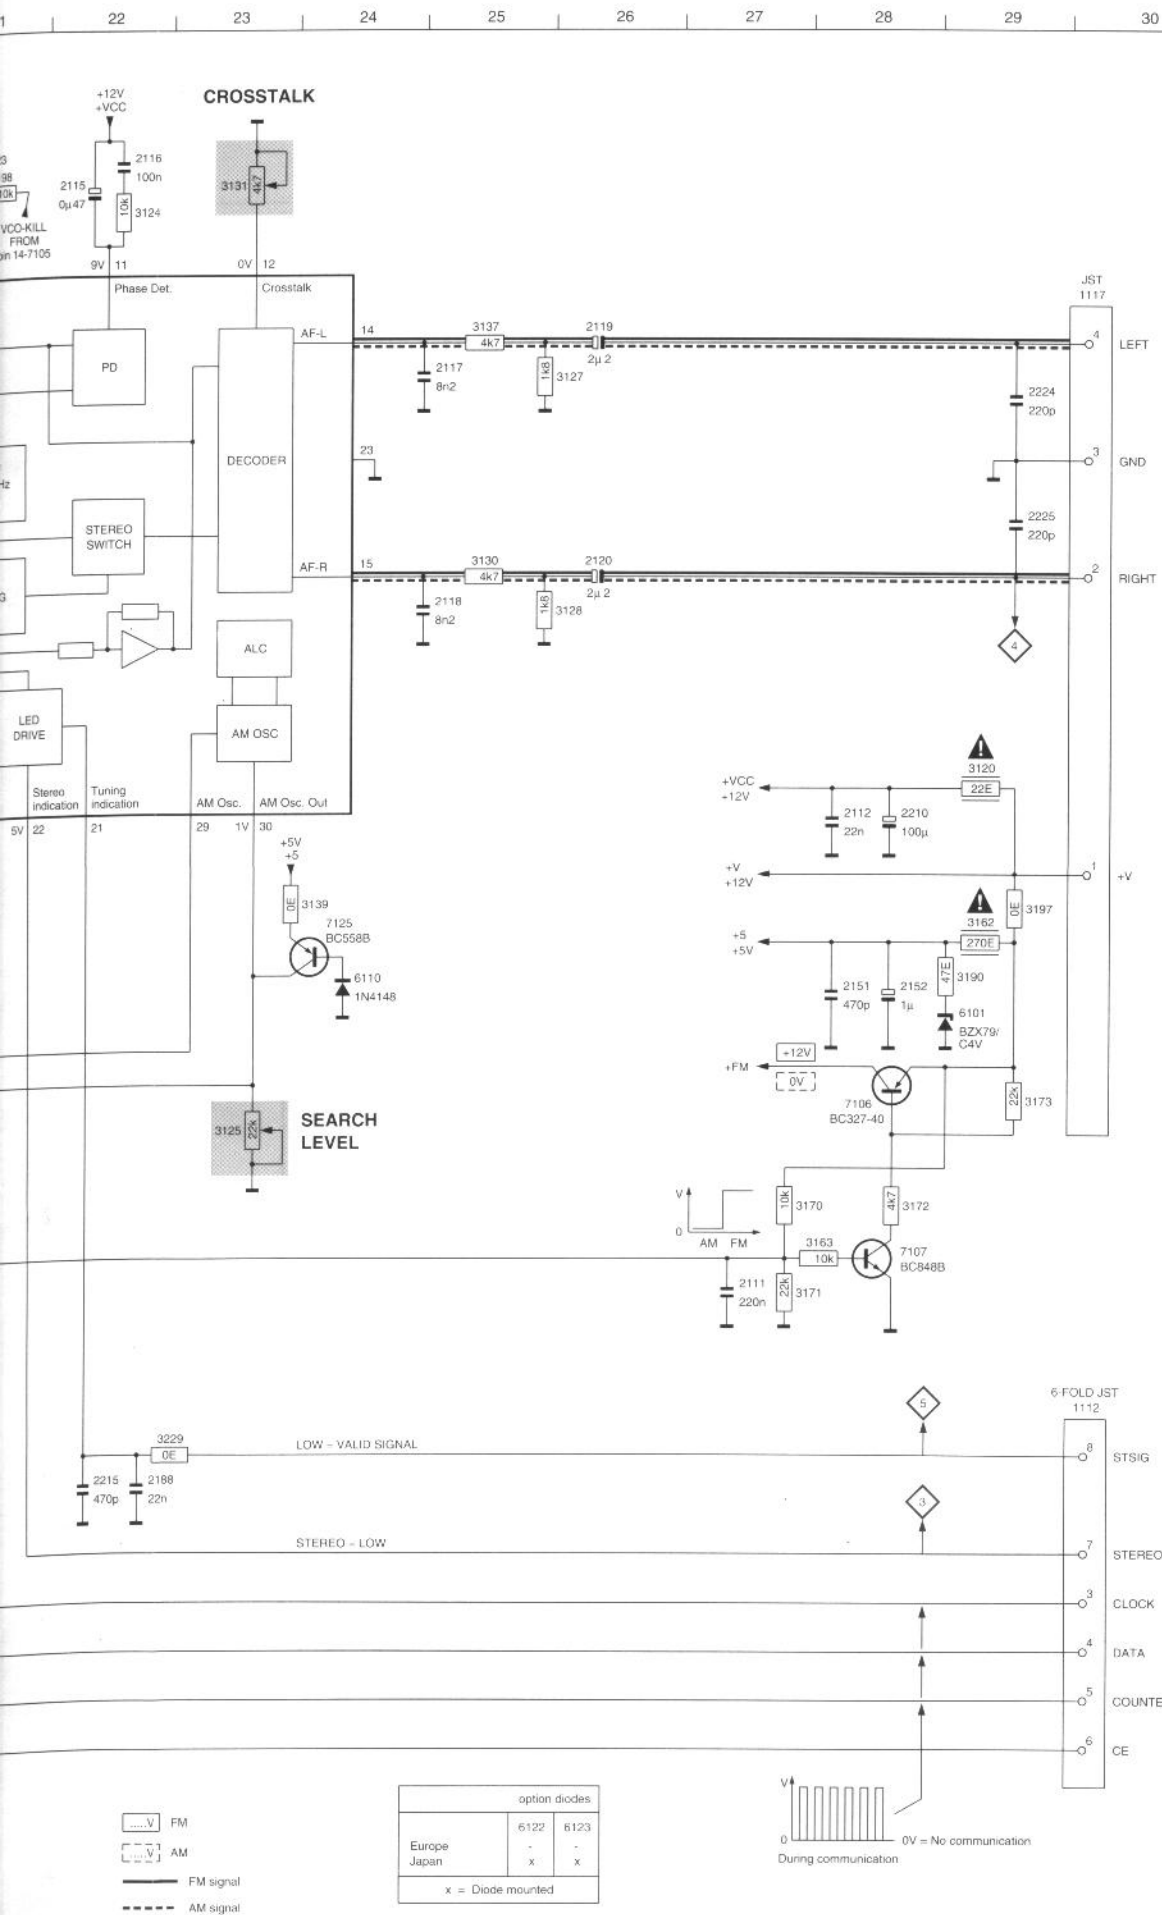 22 23 24 25 26 27 28 29 30
+12V
+VCC
CROSSTALK
2116
100n
2115
0µ47
10k
3124
3131
4k7
98
10k
VCO-KILL
FROM
pin 14-7105
9V 11
0V 12
Phase Det.
Crosstalk
JST
1117
PD
DECODER
AF-L
14
3137
4k7
2119
2µ2
2117
8n2
1k8
3127
4
LEFT
2224
220p
23
3
GND
Hz
STEREO
SWITCH
2225
220p
AF-R
15
3130
4k7
2120
2µ2
2118
8n2
1k8
3128
2
RIGHT
G
4
ALC
LED
DRIVE
AM OSC
Stereo
indication
Tuning
indication
AM Osc.
AM Osc. Out
5V 22
21
29
1V 30
+VCC
+12V
3120
22E
2112
22n
2210
100µ
+V
+12V
1
+V
+5V
+5
0E
3139
7125
BC558B
6110
1N4148
0E
3197
3162
270E
+5
+5V
47E
3190
2151
470p
2152
1µ
6101
BZX79/
C4V
+FM
+12V
0V
7106
BC327-40
22k
3173
3125
22k
SEARCH
LEVEL
V
0
AM FM
10k
3170
4k7
3172
3163
10k
7107
BC848B
2111
220n
22k
3171
6-FOLD JST
1112
5
3229
0E
LOW – VALID SIGNAL
8
STSIG
2215
470p
2188
22n
3
STEREO – LOW
7
STEREO
3
CLOCK
4
DATA
5
COUNTE
6
CE
.....V FM
.....V AM
FM signal
AM signal
option diodes
6122 6123
Europe - -
Japan x x
x = Diode mounted
V
0
0V = No communication
During communication